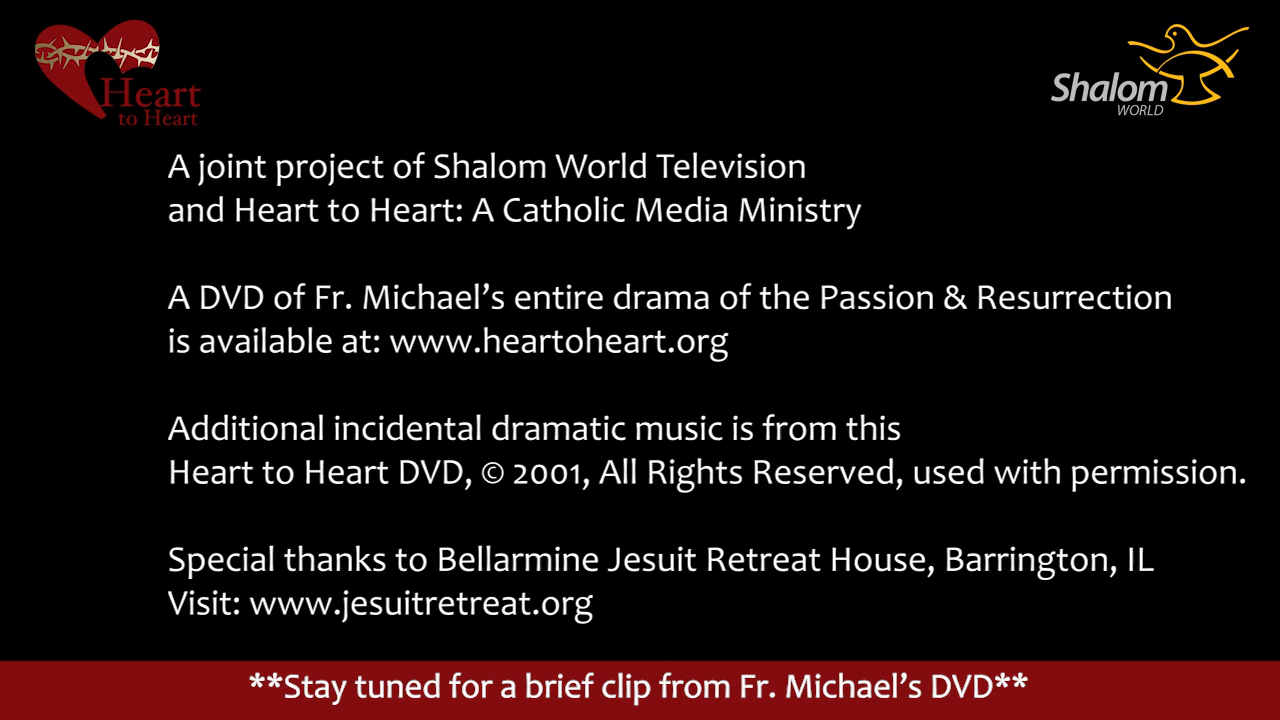 Heart
to Heart
Shalom
WORLD
A joint project of Shalom World Television
and Heart to Heart: A Catholic Media Ministry
A DVD of Fr. Michael’s entire drama of the Passion & Resurrection
is available at: www.heartoheart.org
Additional incidental dramatic music is from this
Heart to Heart DVD, © 2001, All Rights Reserved, used with permission.
Special thanks to Bellarmine Jesuit Retreat House, Barrington, IL
Visit: www.jesuitretreat.org
**Stay tuned for a brief clip from Fr. Michael’s DVD**